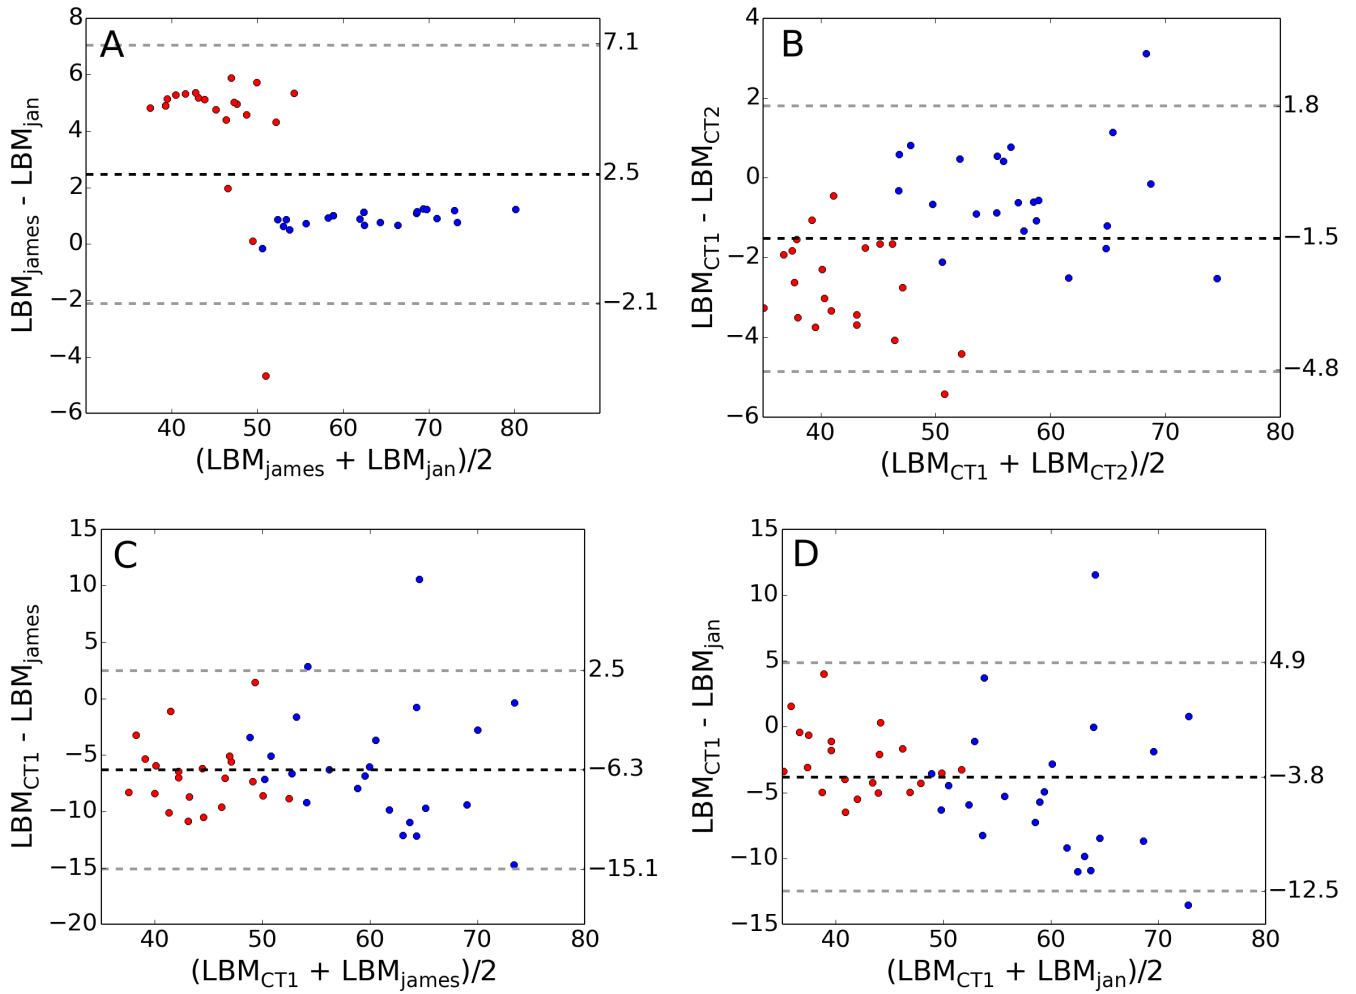 A
8
6
4
2
0
−2
−4
−6
7.1
2.5
−2.1
40 50 60 70 80
LBMjames - LBMjan
(LBMjames + LBMjan)/2
B
4
2
0
−2
−4
−6
1.8
−1.5
−4.8
40 50 60 70 80
LBMCT1 - LBMCT2
(LBMCT1 + LBMCT2)/2
C
15
10
5
0
−5
−10
−15
−20
2.5
−6.3
−15.1
40 50 60 70 80
LBMCT1 - LBMjames
(LBMCT1 + LBMjames)/2
D
15
10
5
0
−5
−10
−15
4.9
−3.8
−12.5
40 50 60 70 80
LBMCT1 - LBMjan
(LBMCT1 + LBMjan)/2